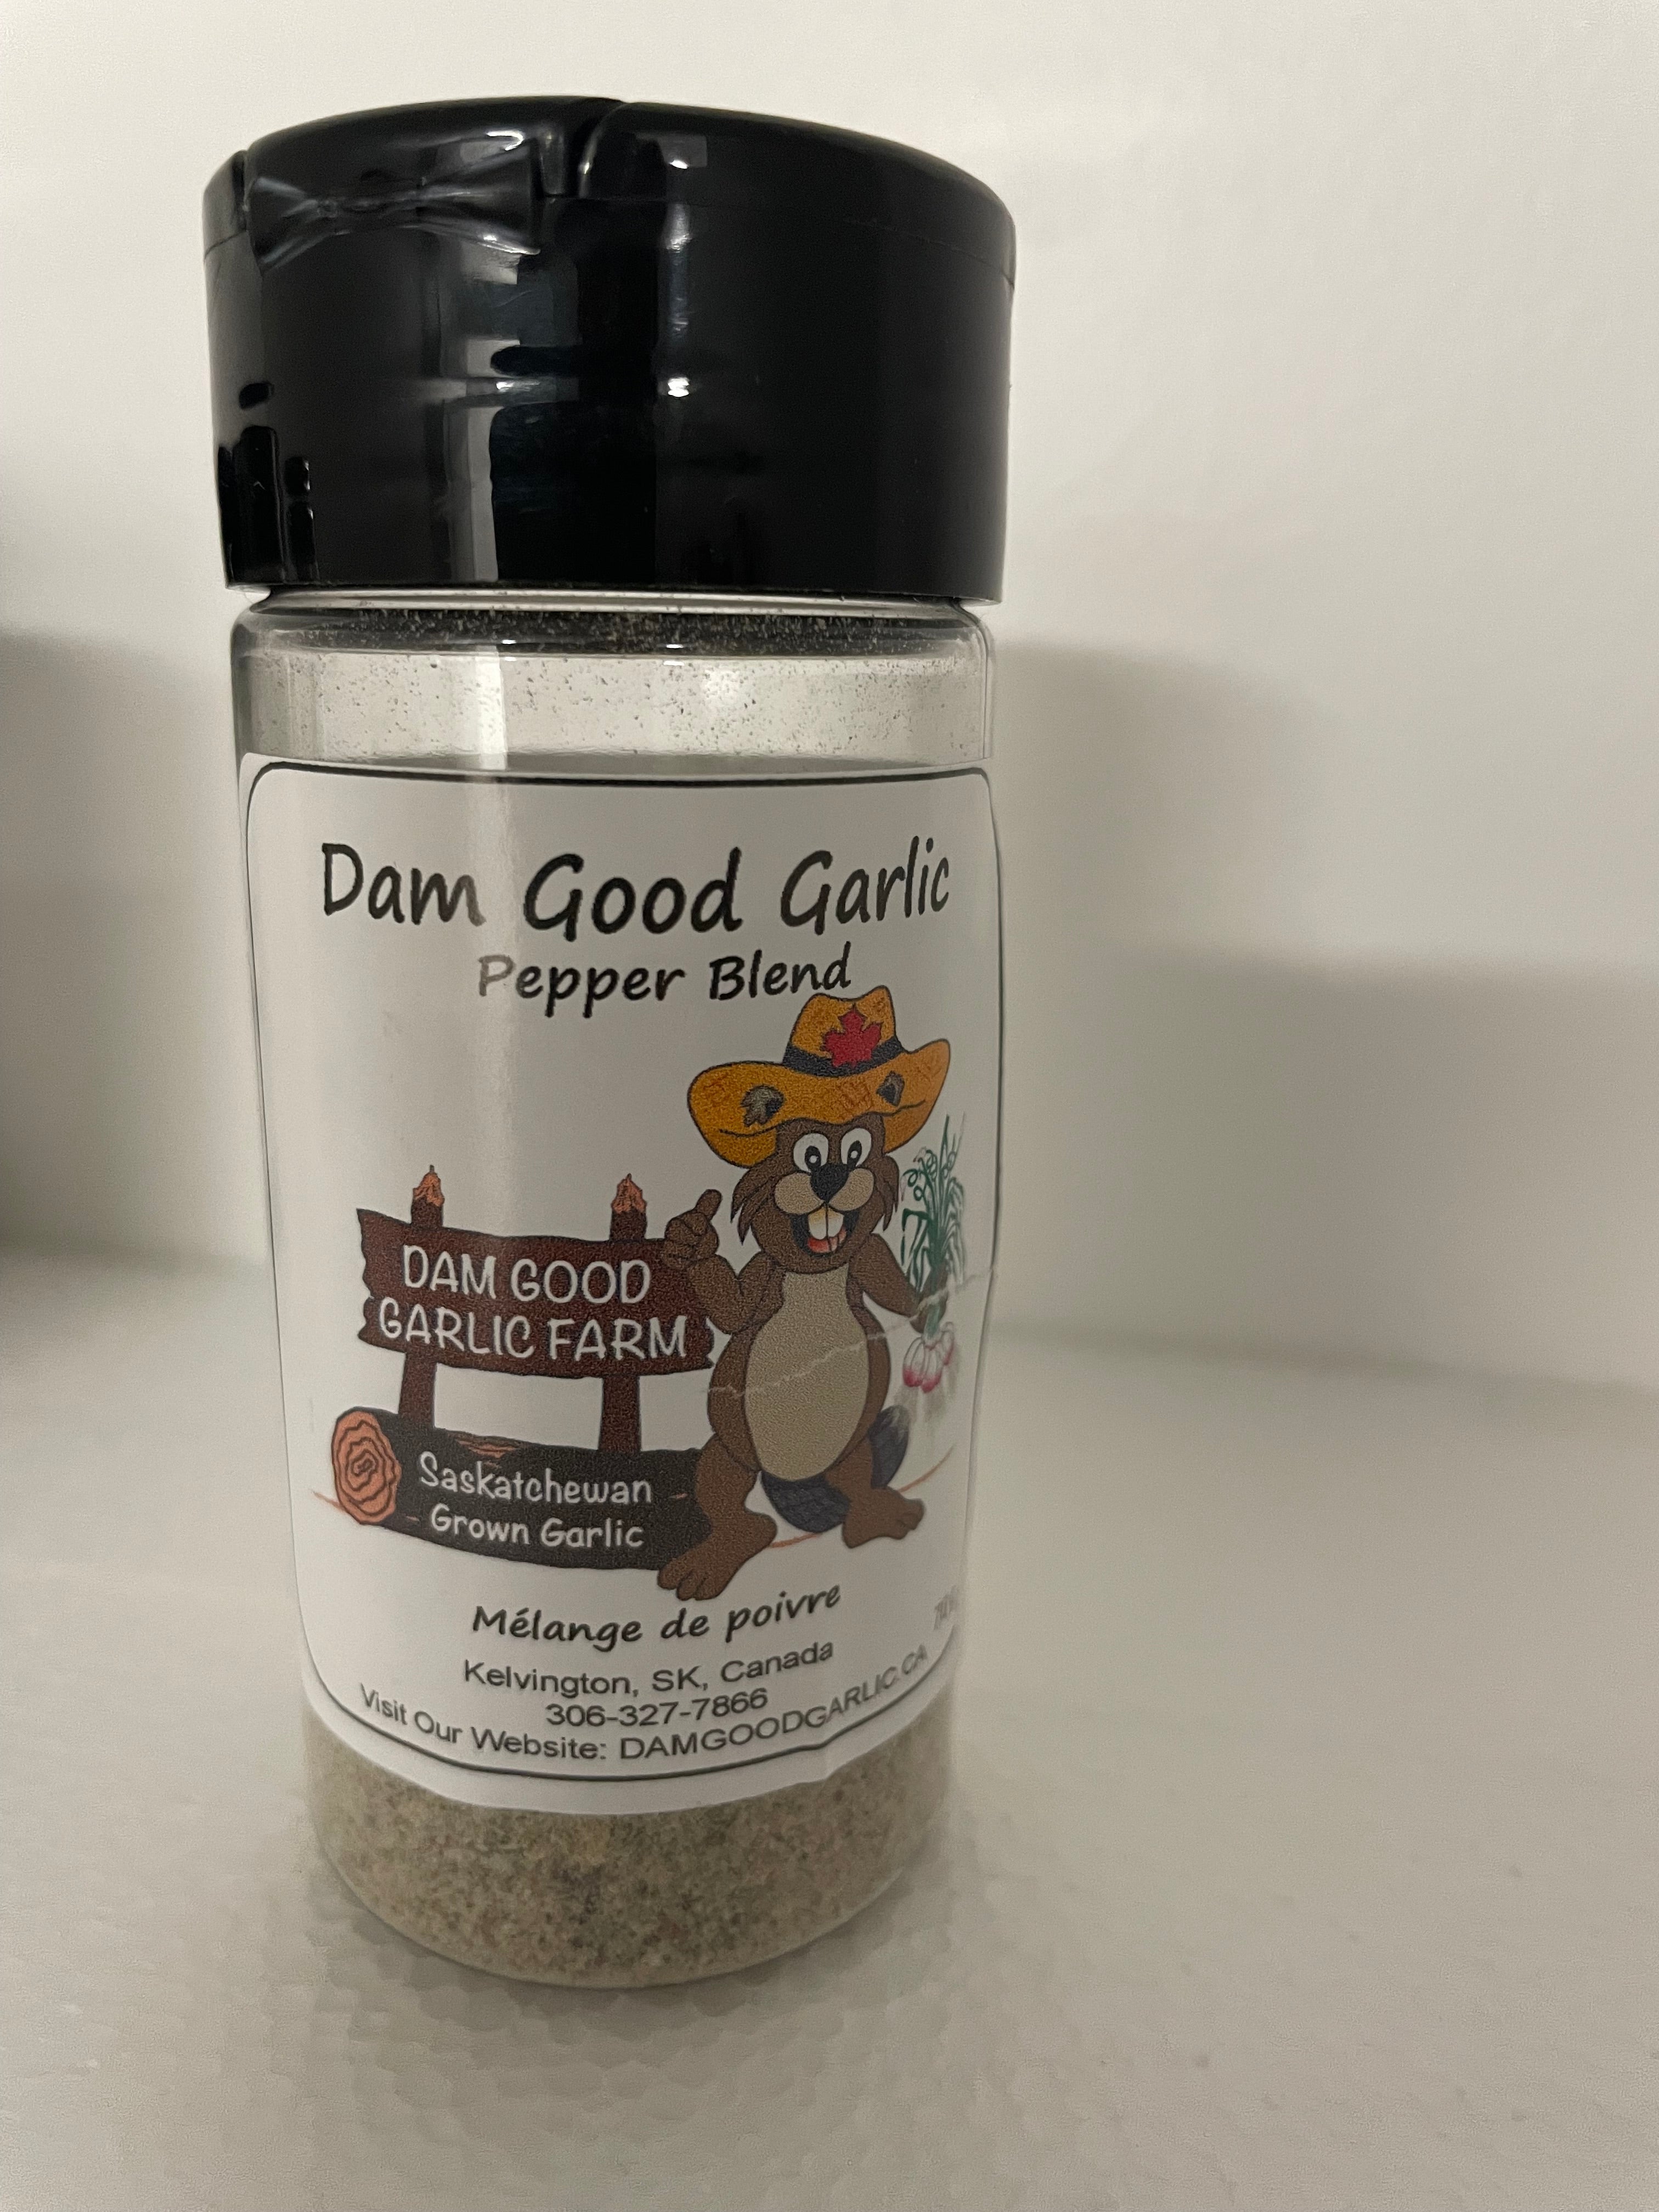 Dam Good Garlic
Pepper Blend
DAM GOOD
GARLIC FARM
Saskatchewan
Grown Garlic
Mélange de poivre
Kelvington, SK, Canada
306-327-7866
Visit Our Website: DAMGOODGARLIC.CA